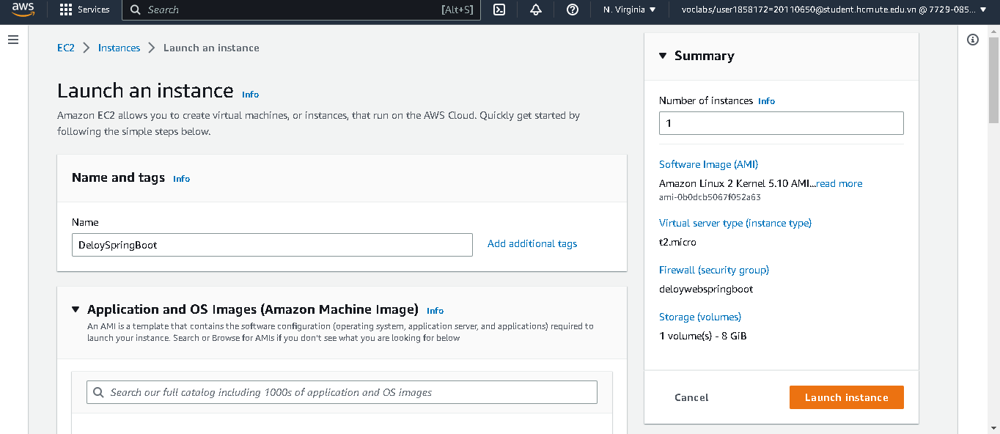 aws
Services
Search
[Alt+S]
N. Virginia
voclabs/user1858172=20110650@student.hcmute.edu.vn @ 7729-085...
EC2
Instances
Launch an instance
Launch an instance Info
Amazon EC2 allows you to create virtual machines, or instances, that run on the AWS Cloud. Quickly get started by
following the simple steps below.
Name and tags Info
Name
DeloySpringBoot
Add additional tags
Application and OS Images (Amazon Machine Image) Info
An AMI is a template that contains the software configuration (operating system, application server, and applications) required to
launch your instance. Search or Browse for AMIs if you don't see what you are looking for below
Search our full catalog including 1000s of application and OS images
Summary
Number of instances Info
1
Software Image (AMI)
Amazon Linux 2 Kernel 5.10 AMI...read more
ami-0b0dcb5067f052a63
Virtual server type (instance type)
t2.micro
Firewall (security group)
deloywebspringboot
Storage (volumes)
1 volume(s) - 8 GiB
Cancel
Launch instance